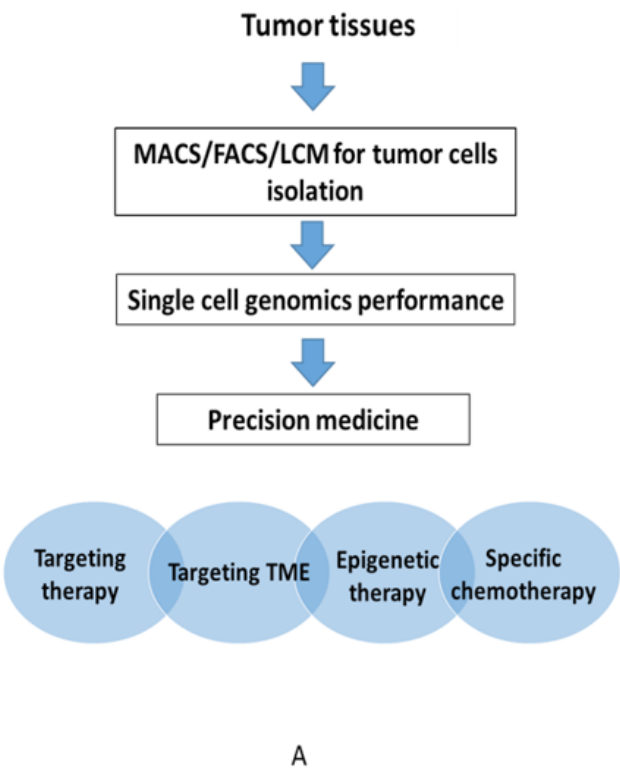 Tumor tissues
MACS/FACS/LCM for tumor cells
isolation
Single cell genomics performance
Precision medicine
Targeting
therapy
Targeting TME
Epigenetic
therapy
Specific
chemotherapy
A